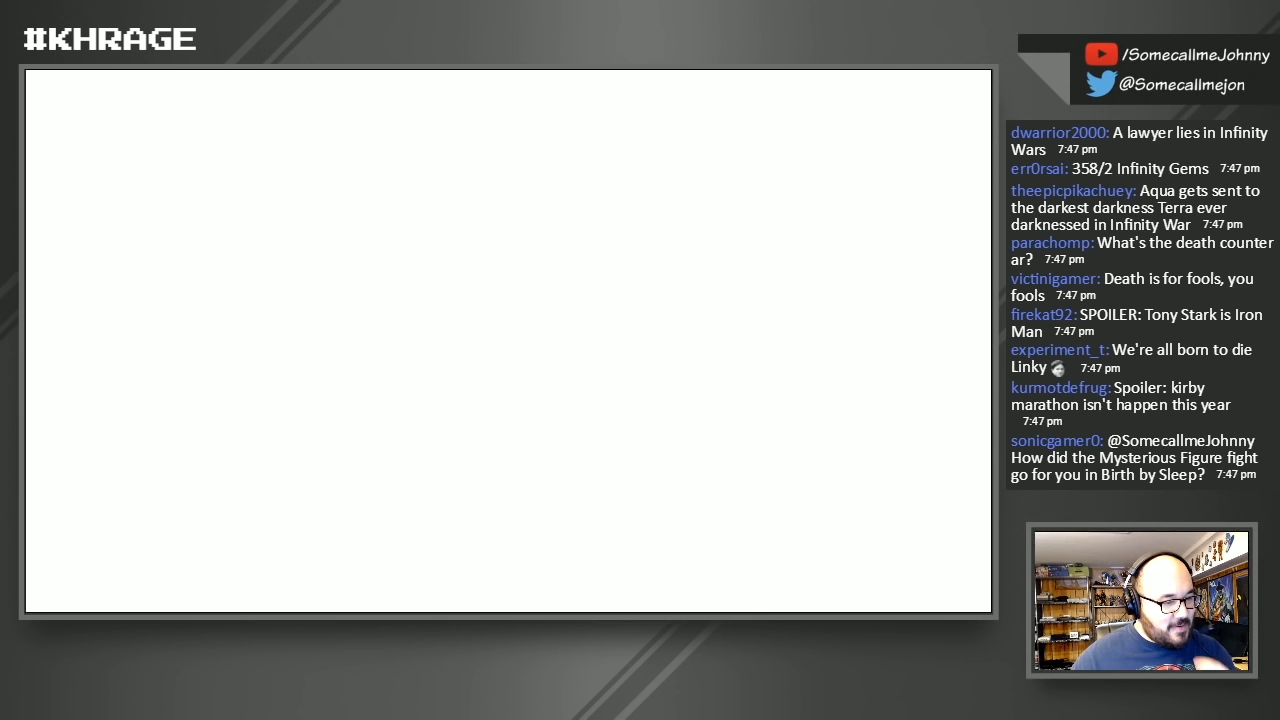 #KHRAGE
/SomecallmeJohnny
@Somecallmejon
dwarrior2000: A lawyer lies in Infinity
Wars 7:47 pm
err0rsai: 358/2 Infinity Gems 7:47 pm
theepicpikachuey: Aqua gets sent to
the darkest darkness Terra ever
darknessed in Infinity War 7:47 pm
parachomp: What's the death counter
ar? 7:47 pm
victinigamer: Death is for fools, you
fools 7:47 pm
firekat92: SPOILER: Tony Stark is Iron
Man 7:47 pm
experiment_t: We're all born to die
Linky 7:47 pm
kurmotdefrug: Spoiler: kirby
marathon isn't happen this year
7:47 pm
sonicgamer0: @SomecallmeJohnny
How did the Mysterious Figure fight
go for you in Birth by Sleep? 7:47 pm